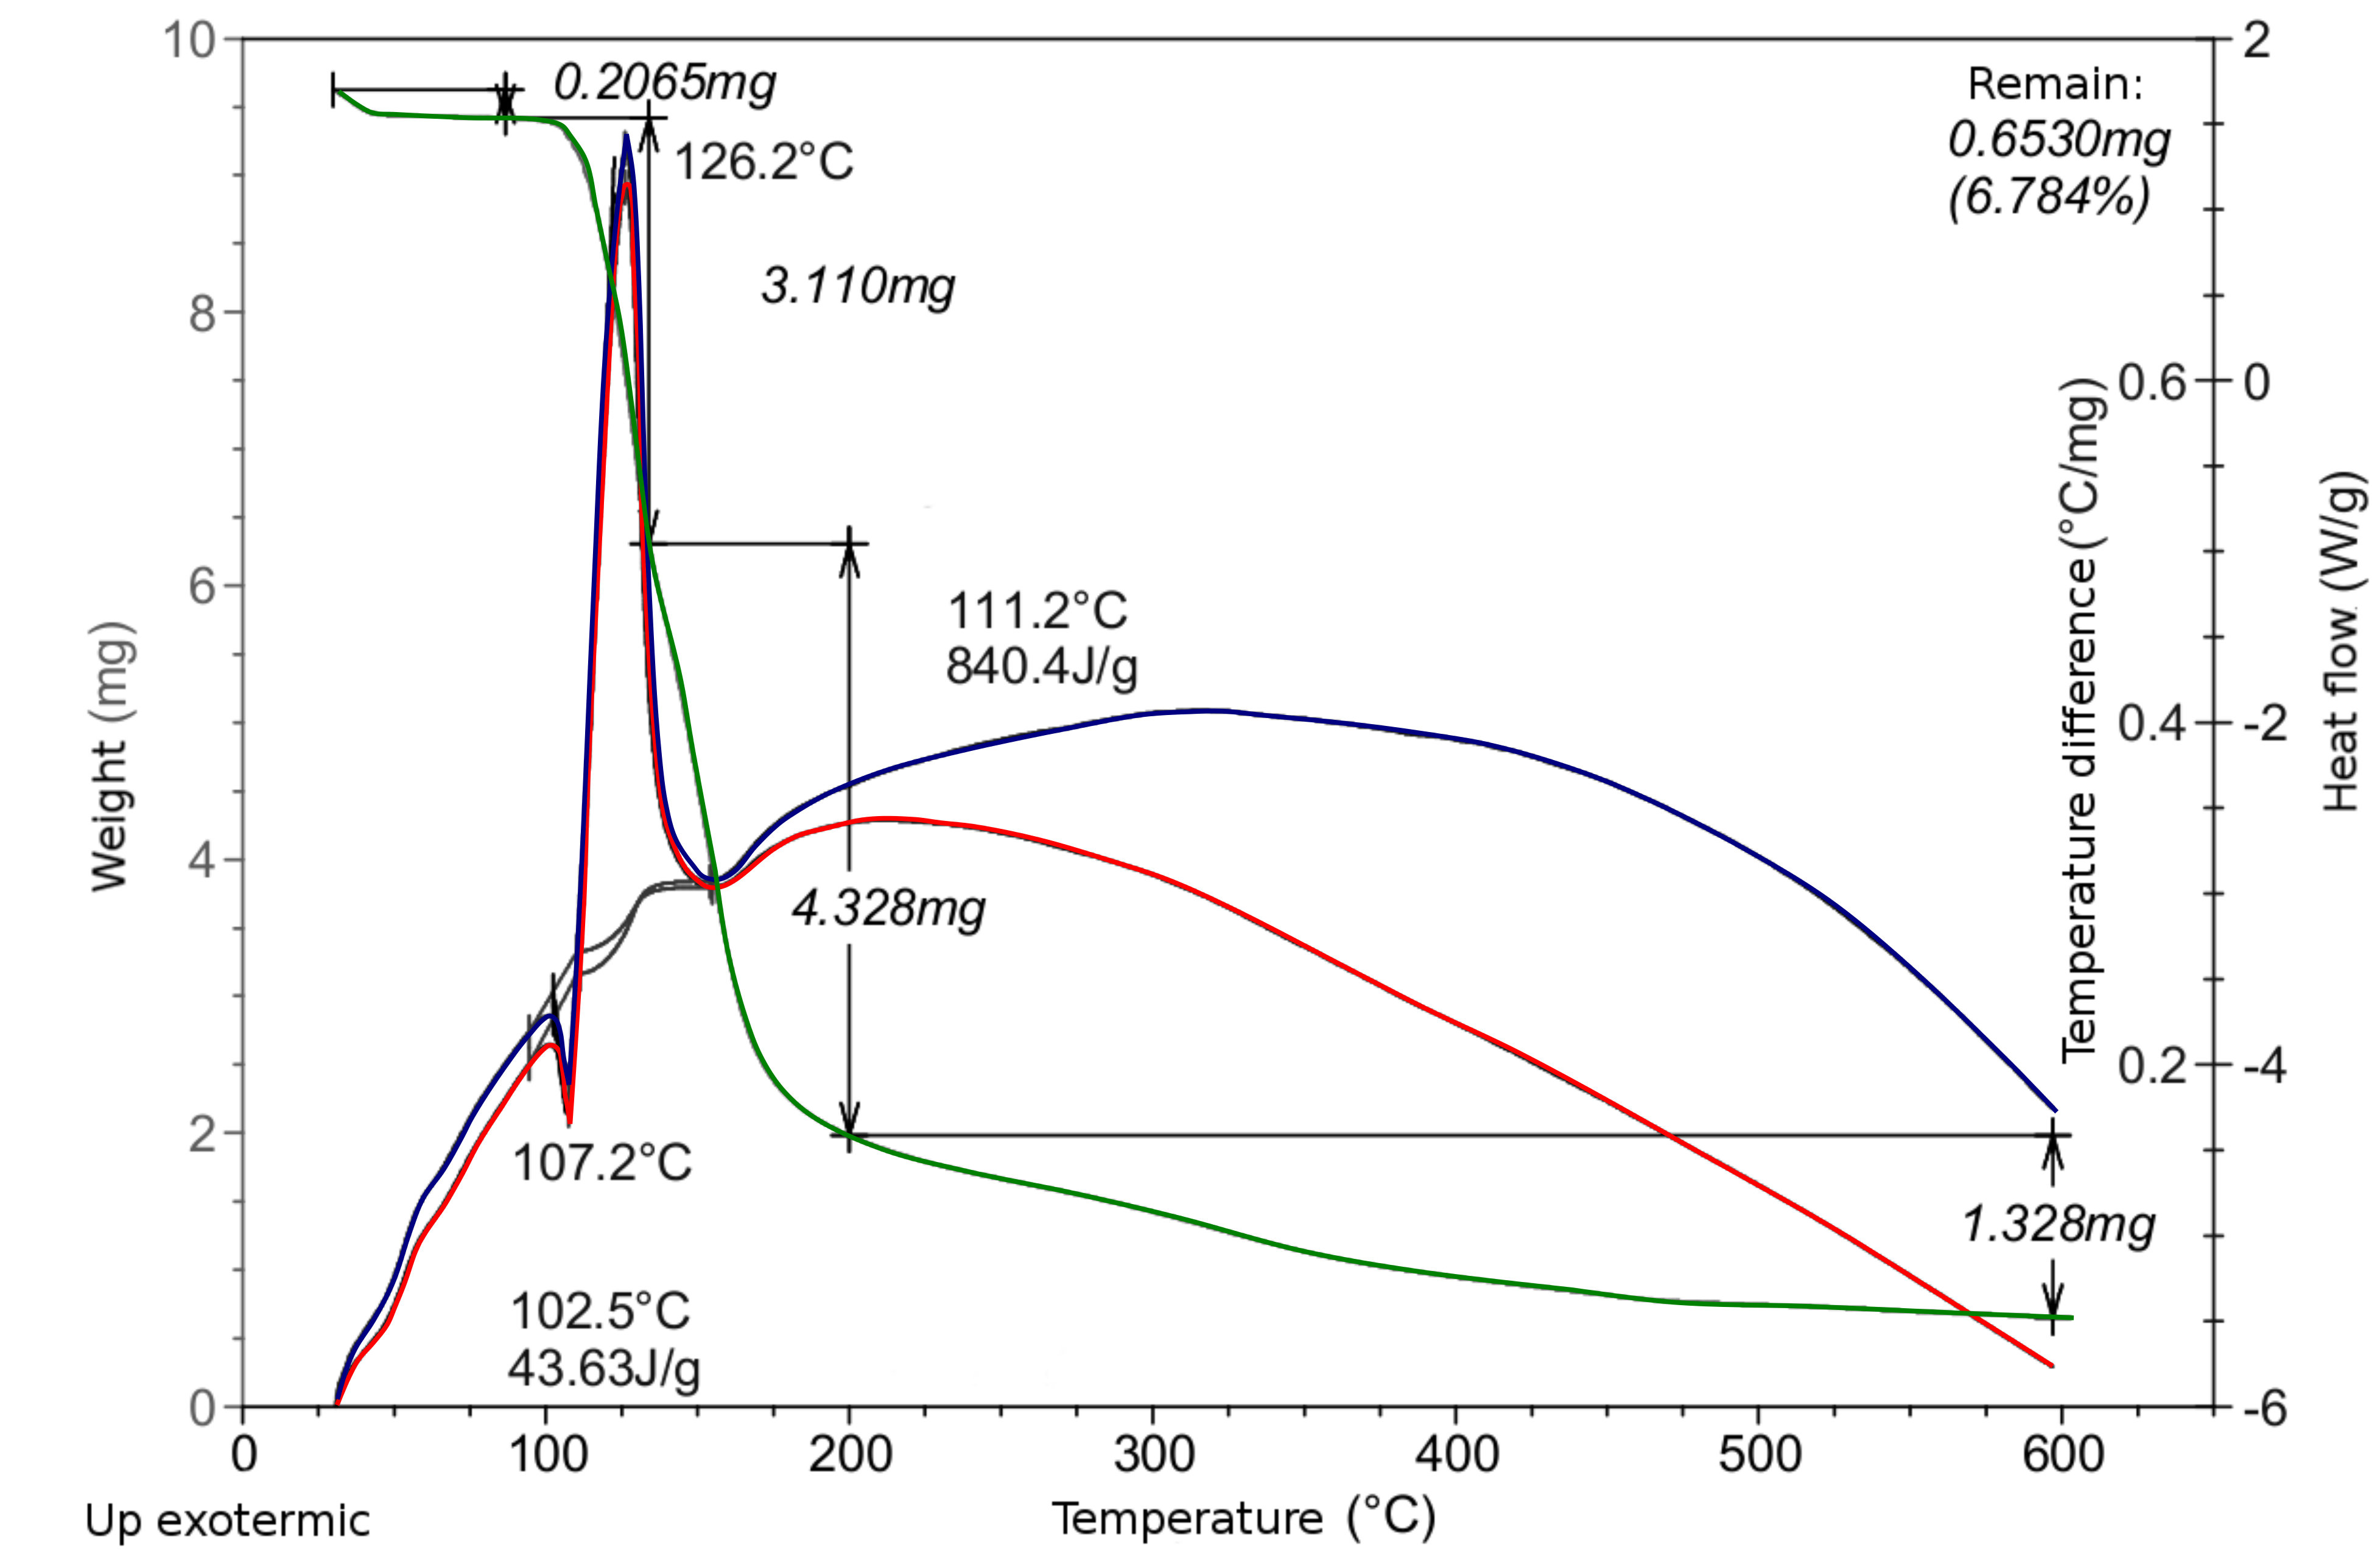 10
8
6
4
2
0
Weight (mg)
0.2065mg
126.2°C
3.110mg
111.2°C
840.4J/g
4.328mg
107.2°C
102.5°C
43.63J/g
1.328mg
Remain:
0.6530mg
(6.784%)
0.6
0.4
0.2
Temperature difference (°C/mg)
2
0
-2
-4
-6
Heat flow (W/g)
0 100 200 300 400 500 600
Up exotermic
Temperature (°C)